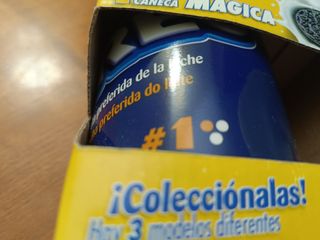 CANECA MÁGICA
preferida de la leche
preferida do leite
#1
¡Colecciónalas!
Hay 3 modelos diferentes